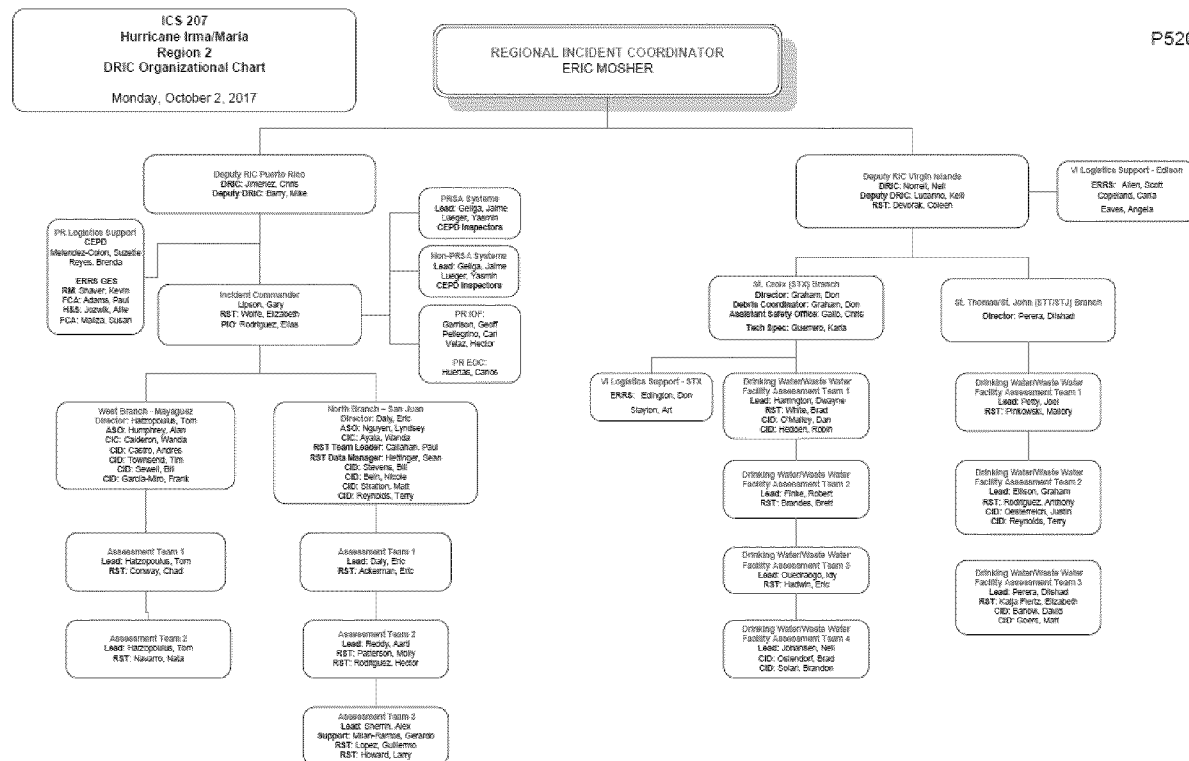 ICS 207
Hurricane Irma/Maria
Region 2
DRIC Organizational Chart
Monday, October 2, 2017
REGIONAL INCIDENT COORDINATOR
ERIC MOSHER
P520
Deputy RIC Puerto Rico
DRIC: Jimenez, Chris
Deputy DRIC: Barry, Mike
Deputy RIC Virgin Islands
DRIC: Norrell, Neil
Deputy DRIC: Luzanno, Kelli
RST: Devorak, Coleen
VI Logistics Support - Edison
ERRS: Allen, Scott
Copeland, Carla
Eaves, Angela
PR Logistics Support
CEPD
Melendez-Colon, Suzette
Reyes, Brenda
ERRS GES
RM: Shaver, Kevin
FCA: Adams, Paul
H&S: Jozwik, Allie
FCA: Maliza, Susan
PRSA Systems
Lead: Geliga, Jaime
Lueger, Yasmin
CEPD Inspectors
Non-PRSA Systems
Lead: Geliga, Jaime
Lueger, Yasmin
CEPD Inspectors
PR IOF:
Garrison, Geoff
Pellegrino, Carl
Velaz, Hector
PR EOC:
Huertas, Carlos
Incident Commander
Lipson, Gary
RST: Wolfe, Elizabeth
PIO: Rodriguez, Elias
St. Croix (STX) Branch
Director: Graham, Don
Debris Coordinator: Graham, Don
Assistant Safety Office: Gallo, Chris
Tech Spec: Guerrero, Karla
St. Thomas/St. John (STT/STJ) Branch
Director: Perera, Dilshad
West Branch - Mayaguez
Director: Hatzopoulus, Tom
ASO: Humphrey, Alan
CIC: Calderon, Wanda
CID: Castro, Andres
CID: Townsend, Tim
CID: Sewell, Bill
CID: Garcia-Miro, Frank
North Branch – San Juan
Director: Daly, Eric
ASO: Nguyen, Lyndsey
CIC: Ayala, Wanda
RST Team Leader: Callahan, Paul
RST Data Manager: Heffinger, Sean
CID: Stevens, Bill
CID: Bein, Nicole
CID: Stratton, Matt
CID: Reynolds, Terry
VI Logistics Support - STX
ERRS: Edington, Don
Slayton, Art
Drinking Water/Waste Water
Facility Assessment Team 1
Lead: Harrington, Dwayne
RST: White, Brad
CID: O'Malley, Dan
CID: Hedden, Robin
Drinking Water/Waste Water
Facility Assessment Team 1
Lead: Petty, Joel
RST: Pinkowski, Mallory
Drinking Water/Waste Water
Facility Assessment Team 2
Lead: Finke, Robert
RST: Brandes, Brett
Drinking Water/Waste Water
Facility Assessment Team 2
Lead: Ellison, Graham
RST: Rodriguez, Anthony
CID: Oesterreich, Justin
CID: Reynolds, Terry
Assessment Team 1
Lead: Hatzopoulus, Tom
RST: Conway, Chad
Assessment Team 1
Lead: Daly, Eric
RST: Ackerman, Eric
Drinking Water/Waste Water
Facility Assessment Team 3
Lead: Ouedraogo, Idy
RST: Hadwin, Eric
Drinking Water/Waste Water
Facility Assessment Team 3
Lead: Perera, Dilshad
RST: Katja Fiertz, Elizabeth
CID: Barlow, David
CID: Goers, Matt
Assessment Team 2
Lead: Hatzopoulus, Tom
RST: Navarro, Nata
Assessment Team 2
Lead: Reddy, Aarti
RST: Patterson, Molly
RST: Rodriguez, Hector
Drinking Water/Waste Water
Facility Assessment Team 4
Lead: Johansen, Neil
CID: Ostendorf, Brad
CID: Solari, Brandon
Assessment Team 3
Lead: Sherrin, Alex
Support: Milan-Ramos, Gerardo
RST: Lopez, Guillermo
RST: Howard, Larry